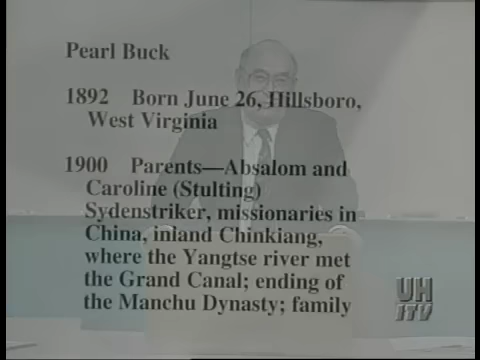 Pearl Buck
1892 Born June 26, Hillsboro,
West Virginia
1900 Parents—Absalom and
Caroline (Stulting)
Sydenstriker, missionaries in
China, inland Chinkiang,
where the Yangtse river met
the Grand Canal; ending of
the Manchu Dynasty; family
UH
ITV